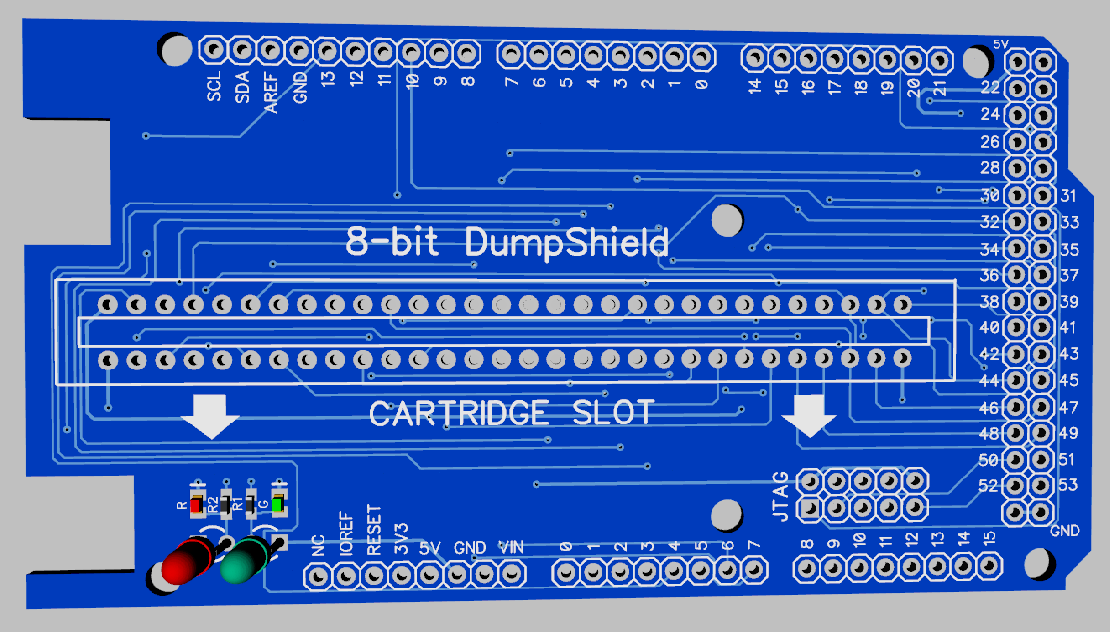 SCL SDA AREF GND 13 12 11 10 9 8 7 6 5 4 3 2 1 0 14 15 16 17 18 19 20 21
5V
22
24
26
28
30 31
32 33
34 35
36 37
8-bit DumpShield
38 39
40 41
42 43
44 45
CARTRIDGE SLOT
46 47
48 49
50 51
52 53
JTAG
R R2 R1 G
GND
NC IOREF RESET 3V3 5V GND VIN 0 1 2 3 4 5 6 7 8 9 10 11 12 13 14 15